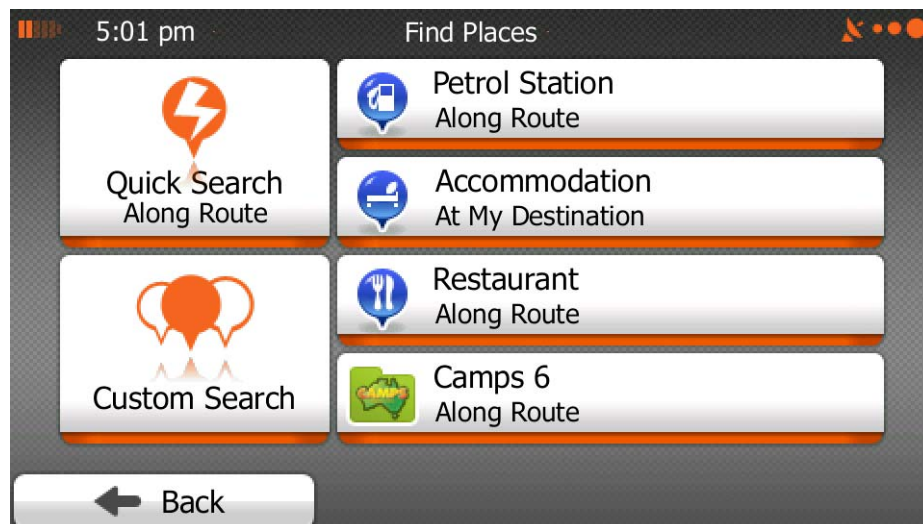 5:01 pm
Find Places
Quick Search
Along Route
Custom Search
Petrol Station
Along Route
Accommodation
At My Destination
Restaurant
Along Route
CAMPS
Camps 6
Along Route
Back